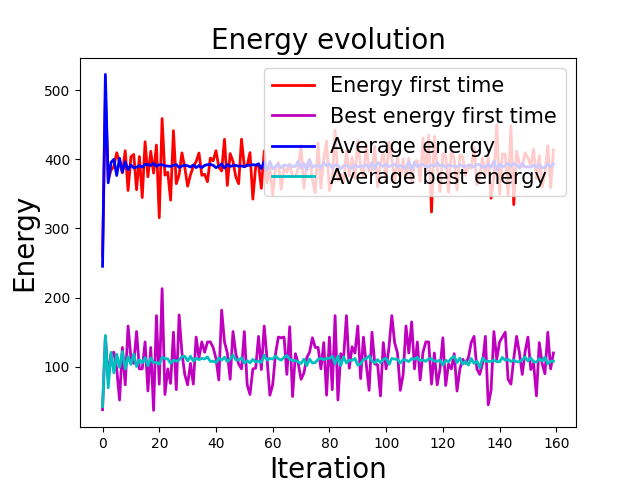 Energy evolution
Energy first time
Best energy first time
Average energy
Average best energy
Energy
500
400
300
200
100
0
20
40
60
80
100
120
140
160
Iteration